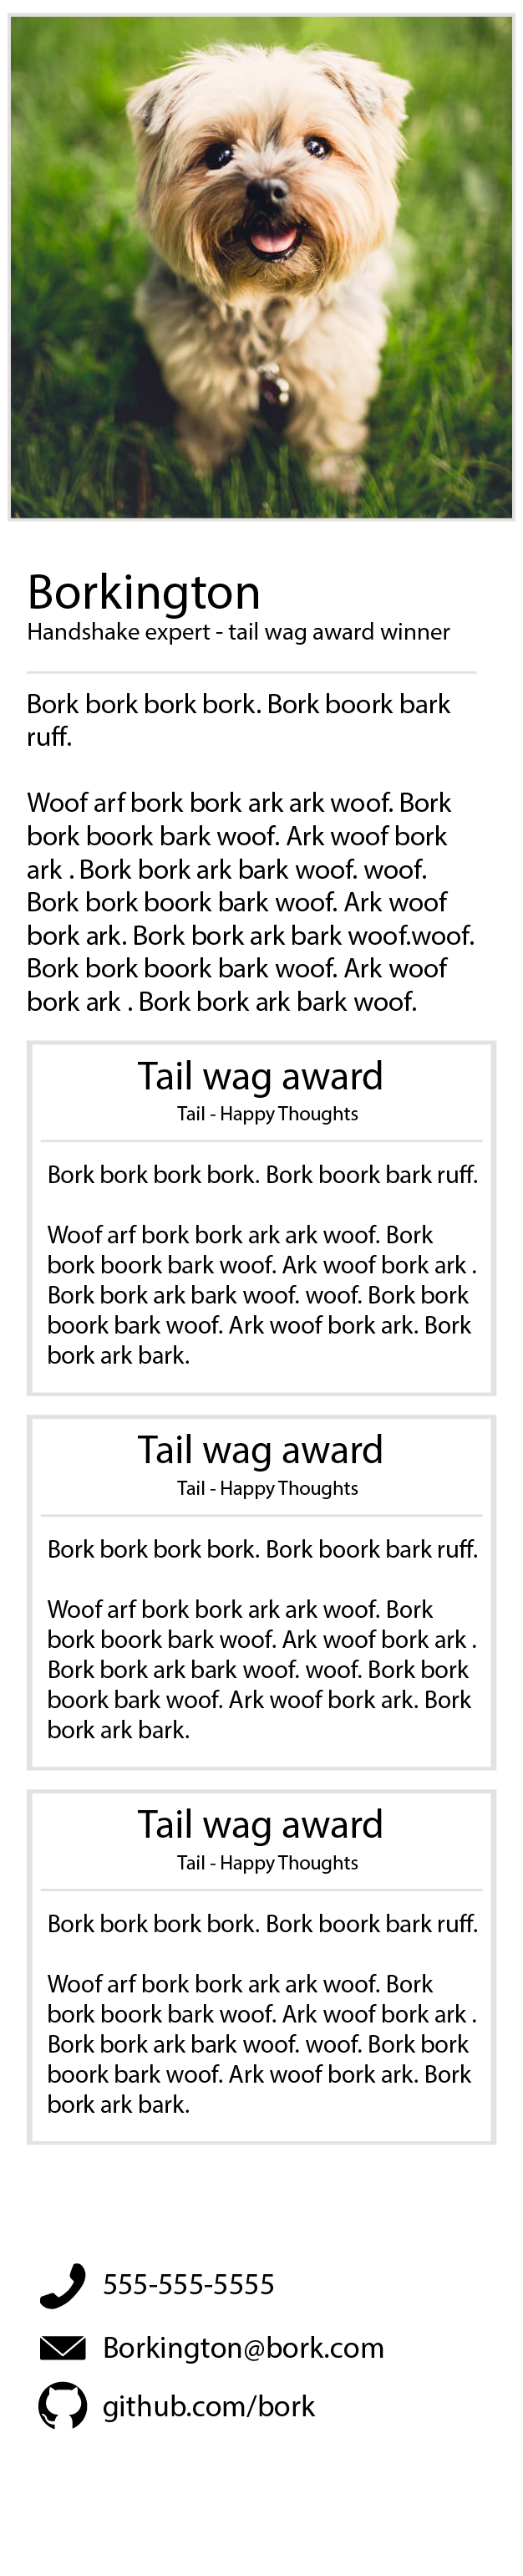 Borkington
Handshake expert - tail wag award winner
Bork bork bork bork. Bork boork bark
ruff.
Woof arf bork bork ark ark woof. Bork
bork boork bark woof. Ark woof bork
ark . Bork bork ark bark woof. woof.
Bork bork boork bark woof. Ark woof
bork ark. Bork bork ark bark woof.woof.
Bork bork boork bark woof. Ark woof
bork ark . Bork bork ark bark woof.
Tail wag award
Tail - Happy Thoughts
Bork bork bork bork. Bork boork bark ruff.
Woof arf bork bork ark ark woof. Bork
bork boork bark woof. Ark woof bork ark .
Bork bork ark bark woof. woof. Bork bork
boork bark woof. Ark woof bork ark. Bork
bork ark bark.
Tail wag award
Tail - Happy Thoughts
Bork bork bork bork. Bork boork bark ruff.
Woof arf bork bork ark ark woof. Bork
bork boork bark woof. Ark woof bork ark .
Bork bork ark bark woof. woof. Bork bork
boork bark woof. Ark woof bork ark. Bork
bork ark bark.
Tail wag award
Tail - Happy Thoughts
Bork bork bork bork. Bork boork bark ruff.
Woof arf bork bork ark ark woof. Bork
bork boork bark woof. Ark woof bork ark .
Bork bork ark bark woof. woof. Bork bork
boork bark woof. Ark woof bork ark. Bork
bork ark bark.
555-555-5555
Borkington@bork.com
github.com/bork